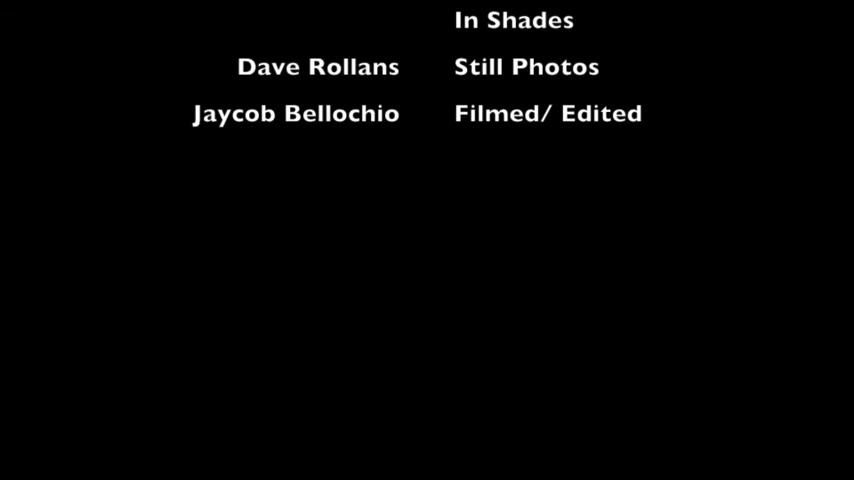 In Shades
Dave Rollans Still Photos
Jaycob Bellochio Filmed/ Edited